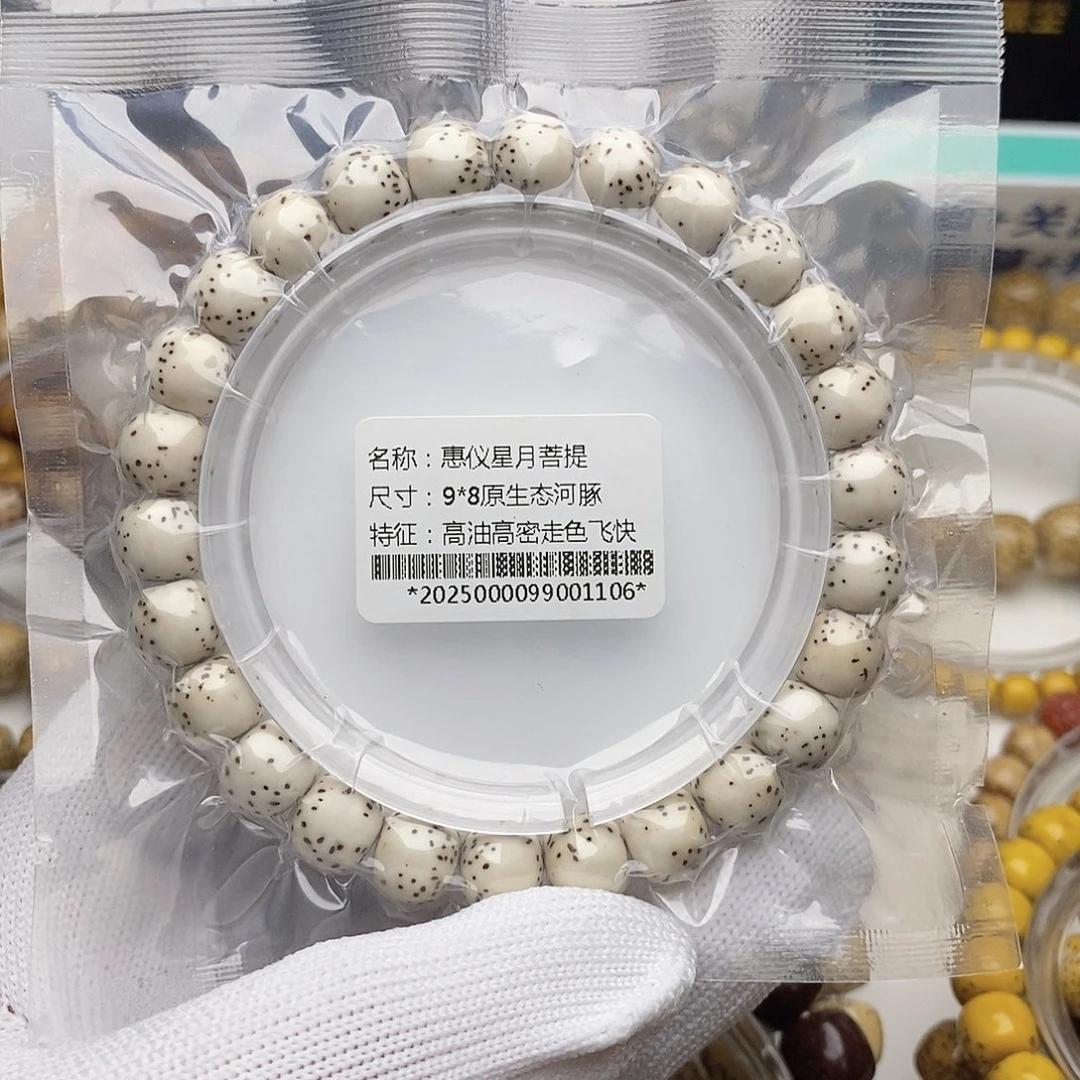 名称：惠仪星月菩提
尺寸：9*8原生态河豚
特征：高油高密走色飞快
*2025000099001106*